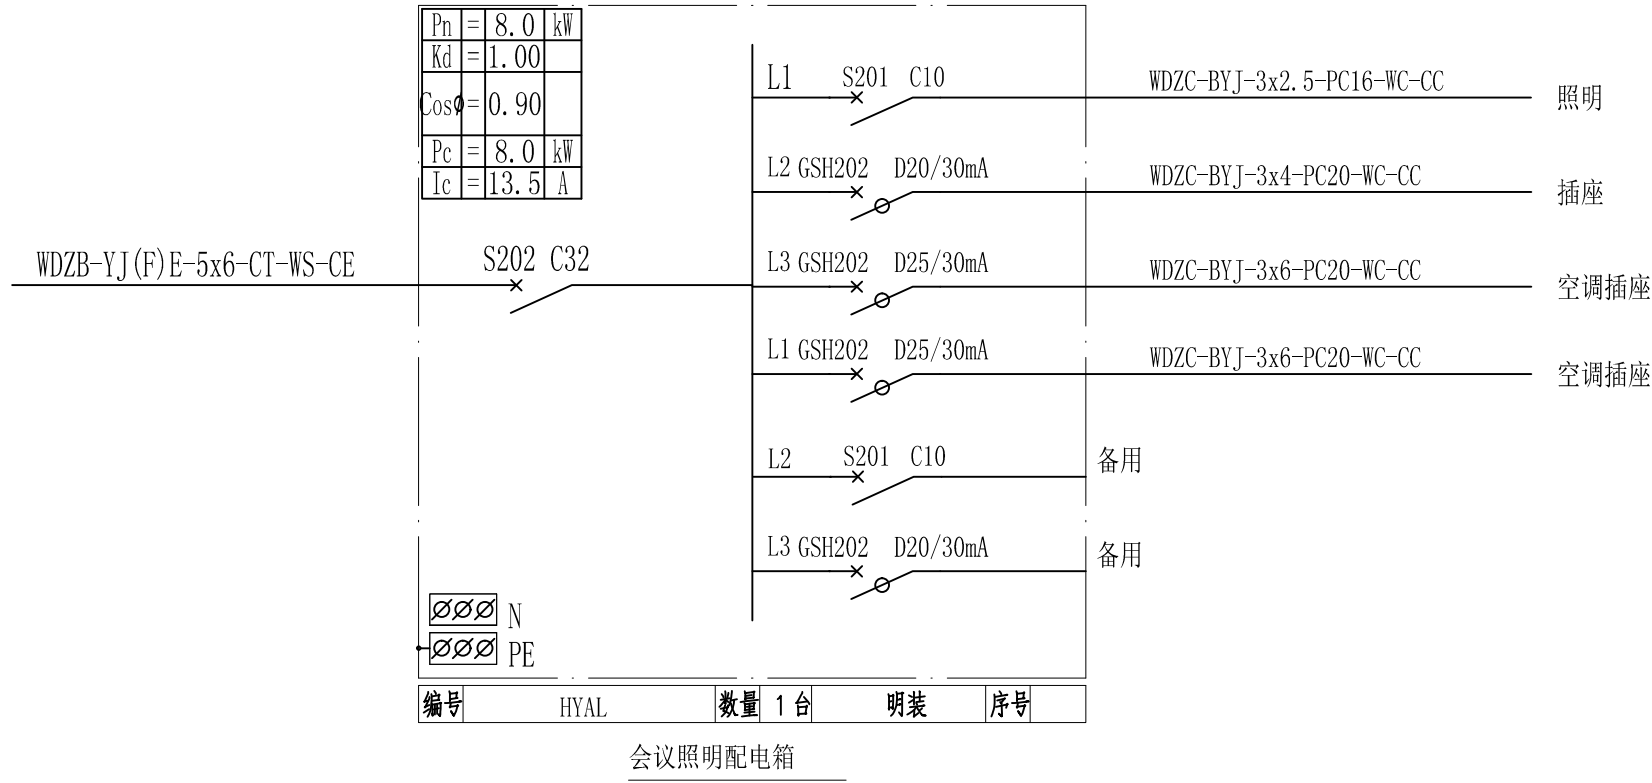 Pn = 8.0 kW
Kd = 1.00
Cosø = 0.90
Pc = 8.0 kW
Ic = 13.5 A
L1 S201 C10 WDZC-BYJ-3x2.5-PC16-WC-CC 照明
L2 GSH202 D20/30mA WDZC-BYJ-3x4-PC20-WC-CC 插座
WDZB-YJ(F)E-5x6-CT-WS-CE S202 C32
L3 GSH202 D25/30mA WDZC-BYJ-3x6-PC20-WC-CC 空调插座
L1 GSH202 D25/30mA WDZC-BYJ-3x6-PC20-WC-CC 空调插座
L2 S201 C10 备用
L3 GSH202 D20/30mA 备用
N
PE
编号 HYAL 数量 1台 明装 序号
会议照明配电箱